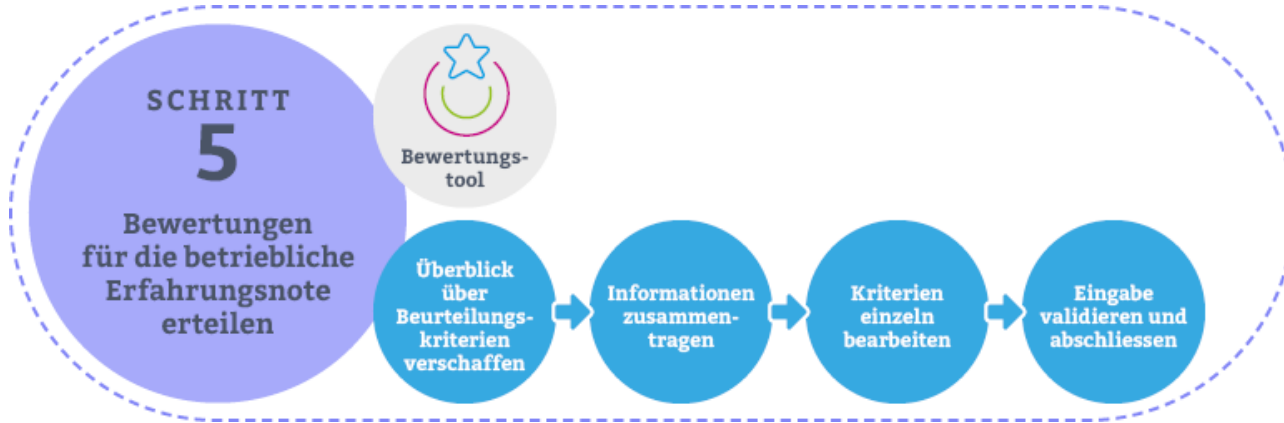 SCHRITT
5
Bewertungen
für die betriebliche
Erfahrungsnote
erteilen
Bewertungs-
tool
Überblick
über
Beurteilungs-
kriterien
verschaffen
Informationen
zusammen-
tragen
Kriterien
einzeln
bearbeiten
Eingabe
validieren und
abschliessen